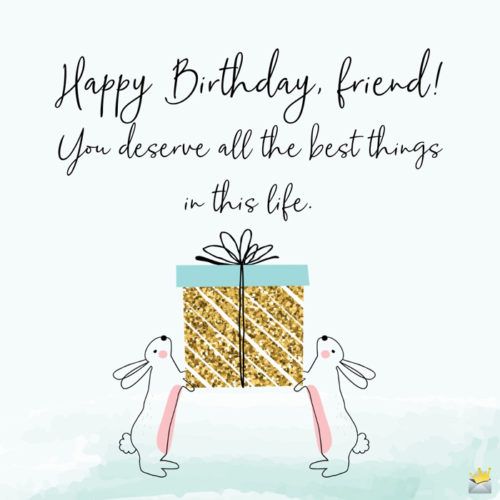 Happy Birthday, friend!
You deserve all the best things
in this life.